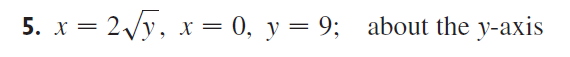 5. x = 2√y, x = 0, y = 9; about the y-axis